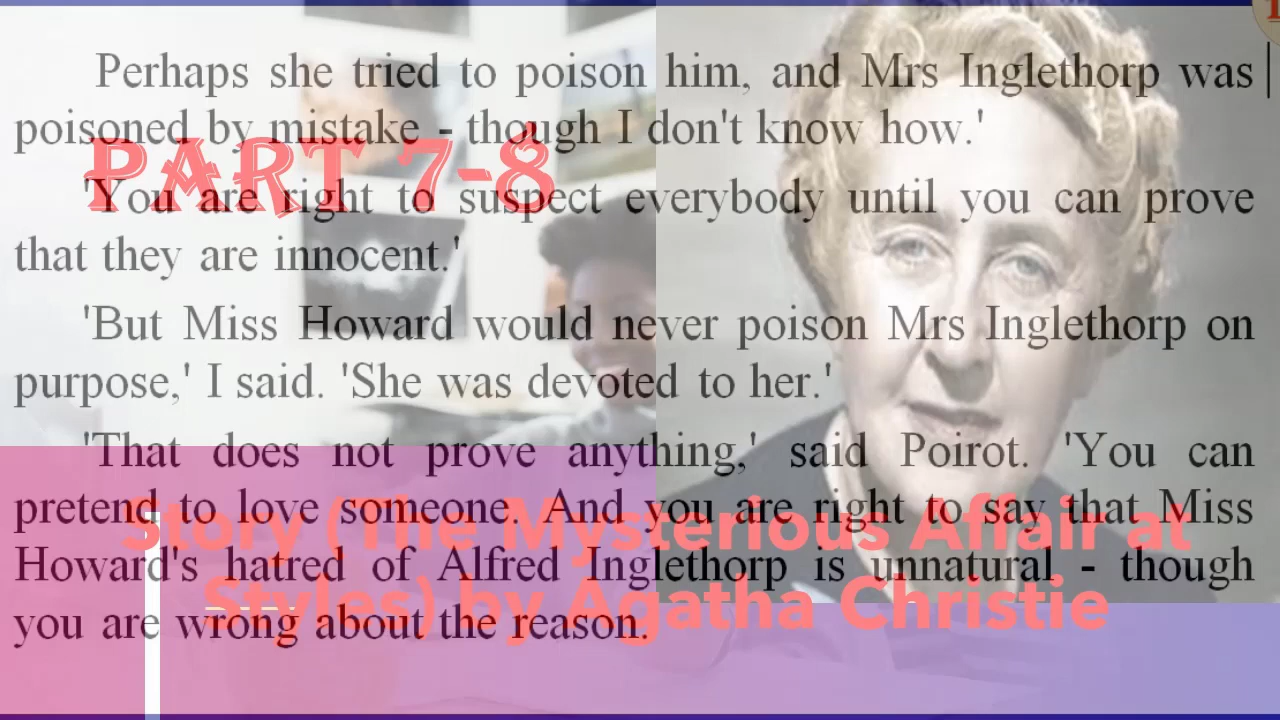 Perhaps she tried to poison him, and Mrs Inglethorp was
poisoned by mistake - though I don't know how.'
PART 7-8
'You are right to suspect everybody until you can prove
that they are innocent.'
'But Miss Howard would never poison Mrs Inglethorp on
purpose,' I said. 'She was devoted to her.'
'That does not prove anything,' said Poirot. 'You can
pretend to love someone. And you are right to say that Miss
Howard's hatred of Alfred Inglethorp is unnatural - though
you are wrong about the reason.
Story (The Mysterious Affair at
Styles) by Agatha Christie